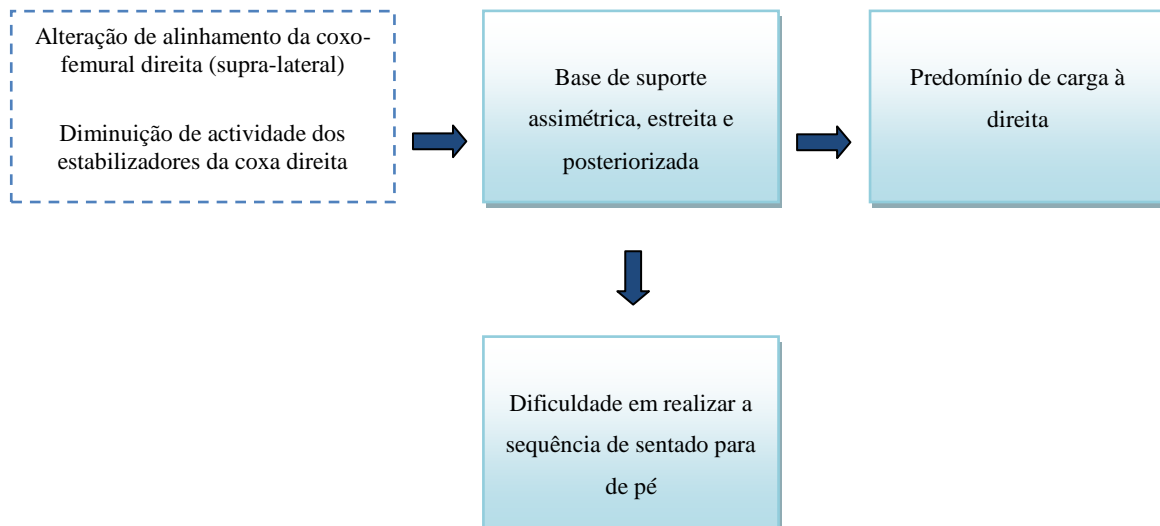 Alteração de alinhamento da coxo-
femural direita (supra-lateral)
Diminuição de actividade dos
estabilizadores da coxa direita
Base de suporte
assimétrica, estreita e
posteriorizada
Predomínio de carga à
direita
Dificuldade em realizar a
sequência de sentado para
de pé